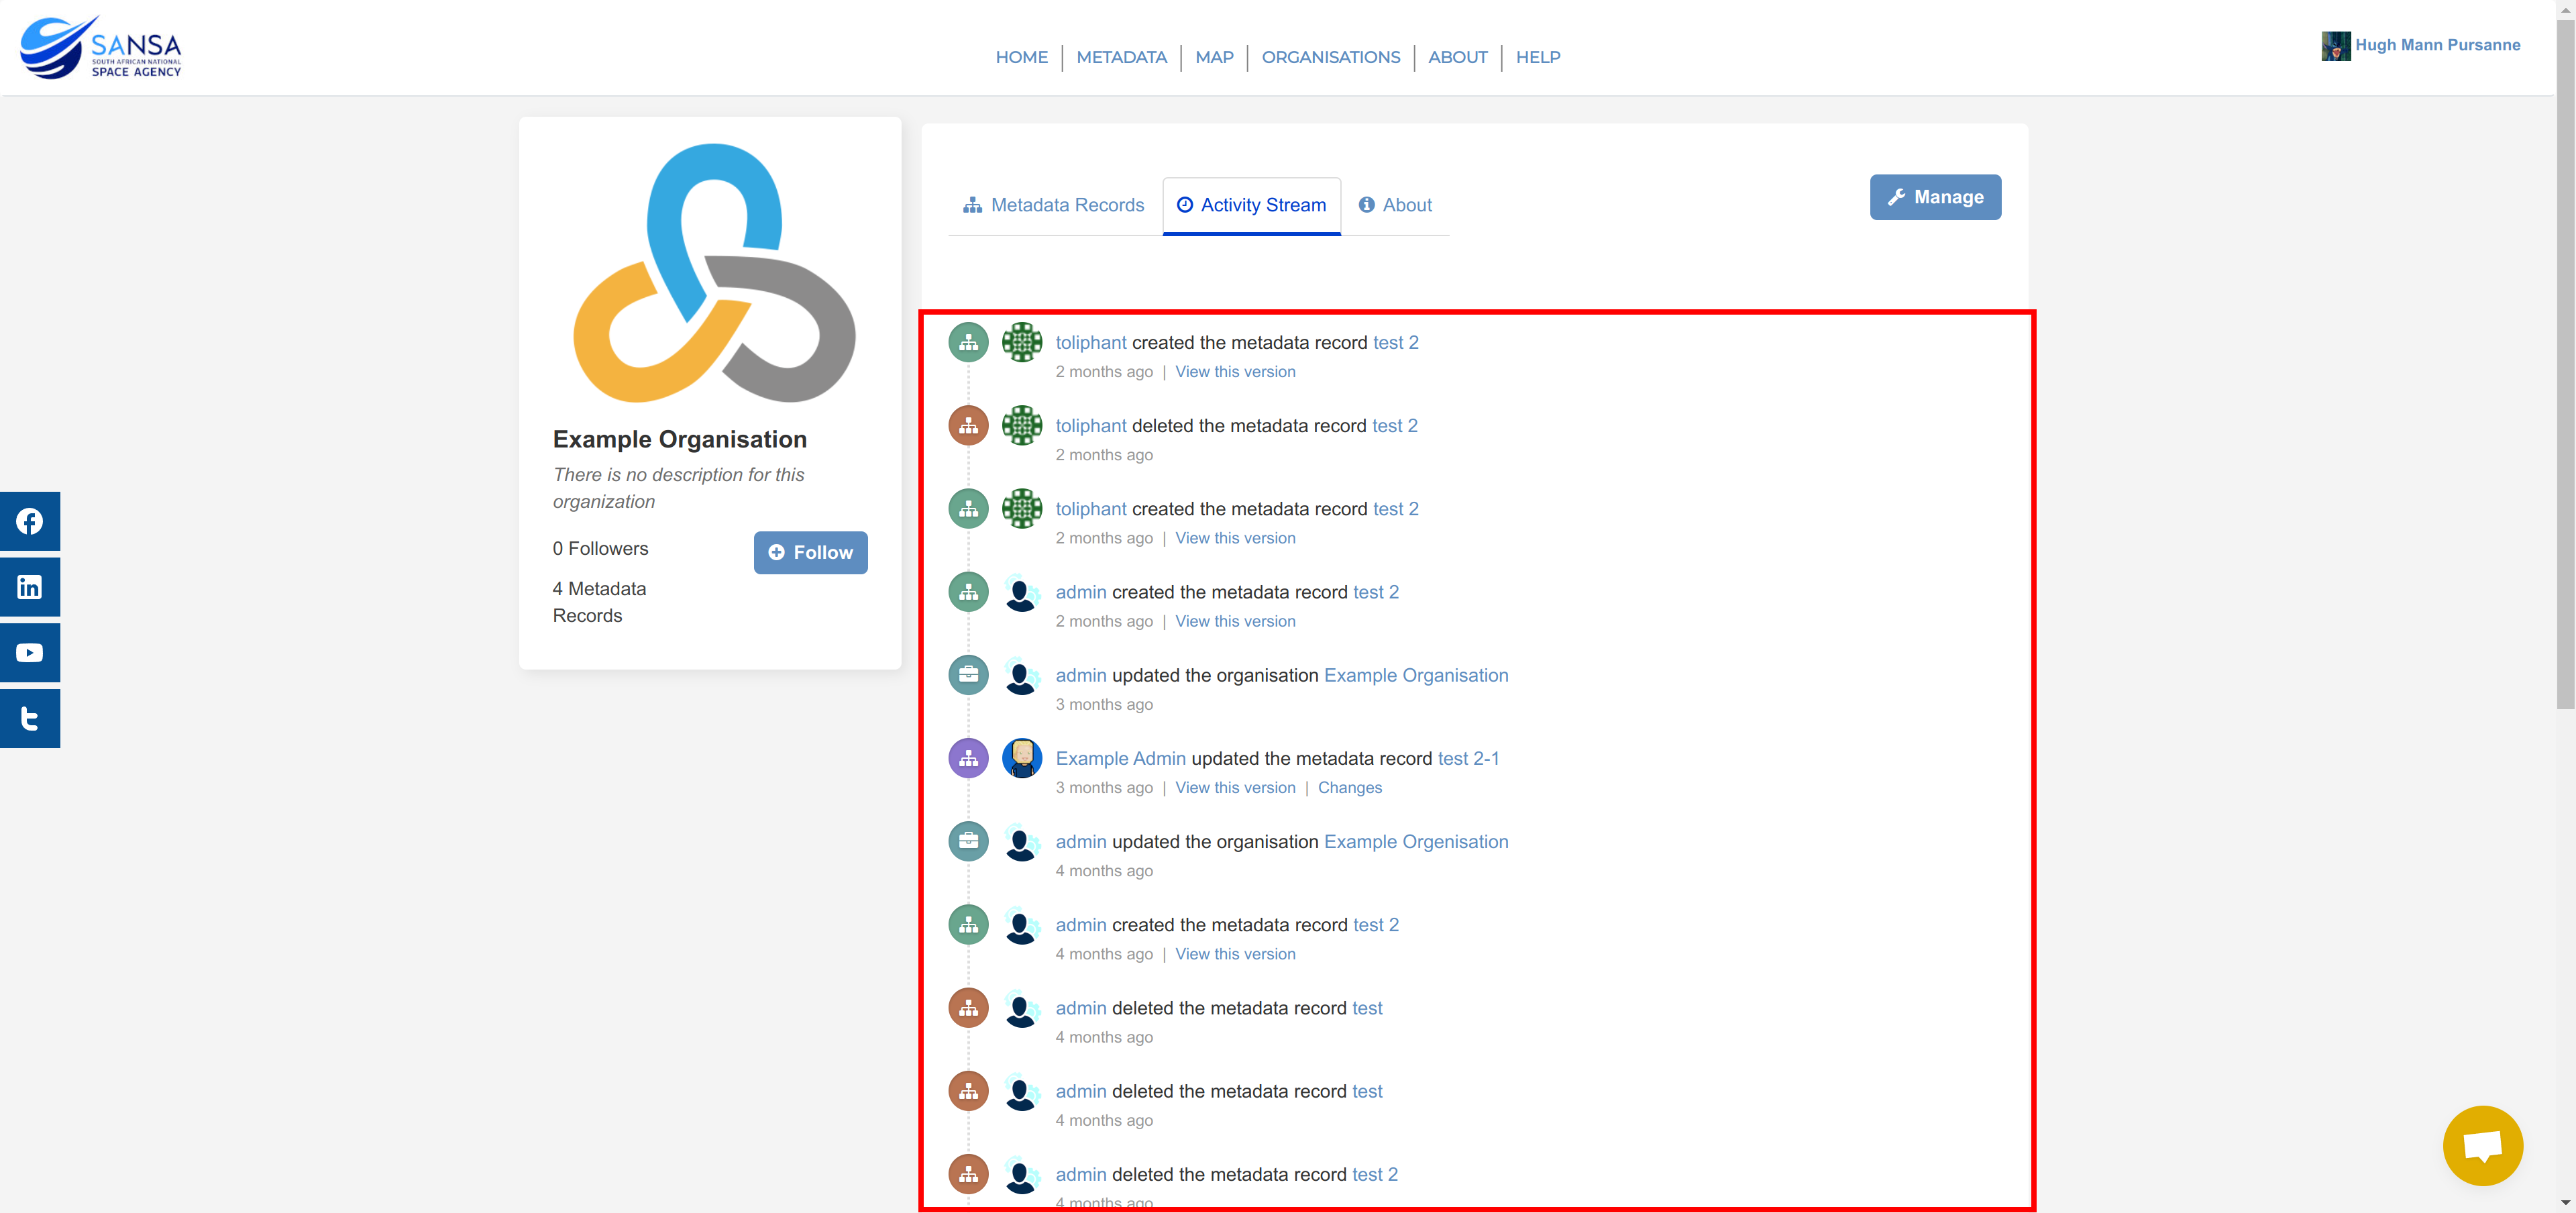 SANSA
SOUTH AFRICAN NATIONAL
SPACE AGENCY
HOME | METADATA | MAP | ORGANISATIONS | ABOUT | HELP
Hugh Mann Pursanne
Example Organisation
There is no description for this
organization
0 Followers
Follow
4 Metadata
Records
Metadata Records
Activity Stream
About
Manage
toliphant created the metadata record test 2
2 months ago | View this version
toliphant deleted the metadata record test 2
2 months ago
toliphant created the metadata record test 2
2 months ago | View this version
admin created the metadata record test 2
2 months ago | View this version
admin updated the organisation Example Organisation
3 months ago
Example Admin updated the metadata record test 2-1
3 months ago | View this version | Changes
admin updated the organisation Example Orgenisation
4 months ago
admin created the metadata record test 2
4 months ago | View this version
admin deleted the metadata record test
4 months ago
admin deleted the metadata record test
4 months ago
admin deleted the metadata record test 2
4 months ago